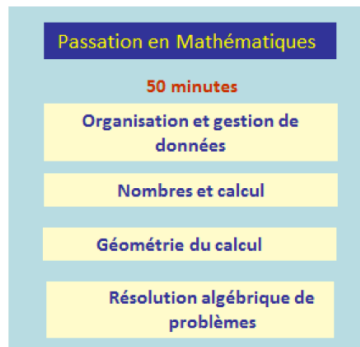 Passation en Mathématiques
50 minutes
Organisation et gestion de
données
Nombres et calcul
Géométrie du calcul
Résolution algébrique de
problèmes